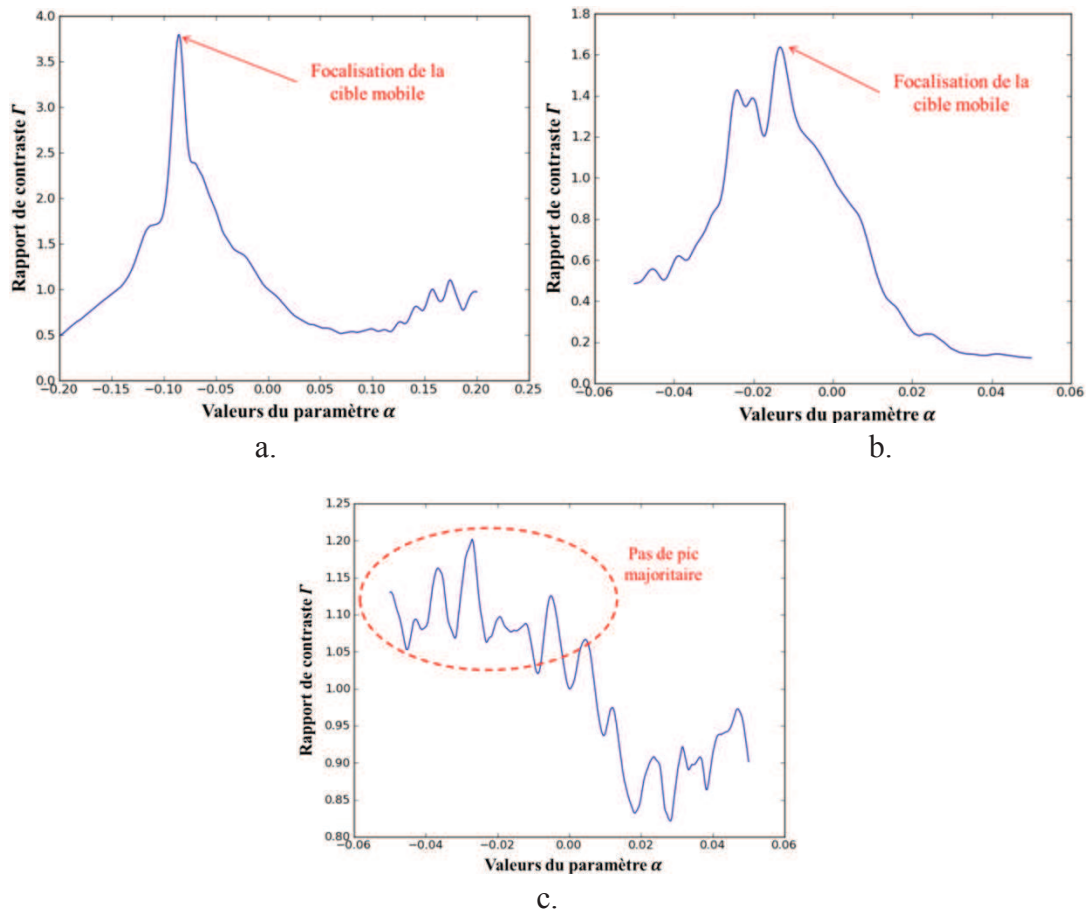 4.0
3.5
3.0
2.5
2.0
1.5
1.0
0.5
0.0
−0.20 −0.15 −0.10 −0.05 0.00 0.05 0.10 0.15 0.20 0.25
Rapport de contraste Γ
Valeurs du paramètre α
Focalisation de la
cible mobile
a.
1.8
1.6
1.4
1.2
1.0
0.8
0.6
0.4
0.2
0.0
−0.06 −0.04 −0.02 0.00 0.02 0.04 0.06
Rapport de contraste Γ
Valeurs du paramètre α
Focalisation de la
cible mobile
b.
1.25
1.20
1.15
1.10
1.05
1.00
0.95
0.90
0.85
0.80
−0.06 −0.04 −0.02 0.00 0.02 0.04 0.06
Rapport de contraste Γ
Valeurs du paramètre α
Pas de pic
majoritaire
c.